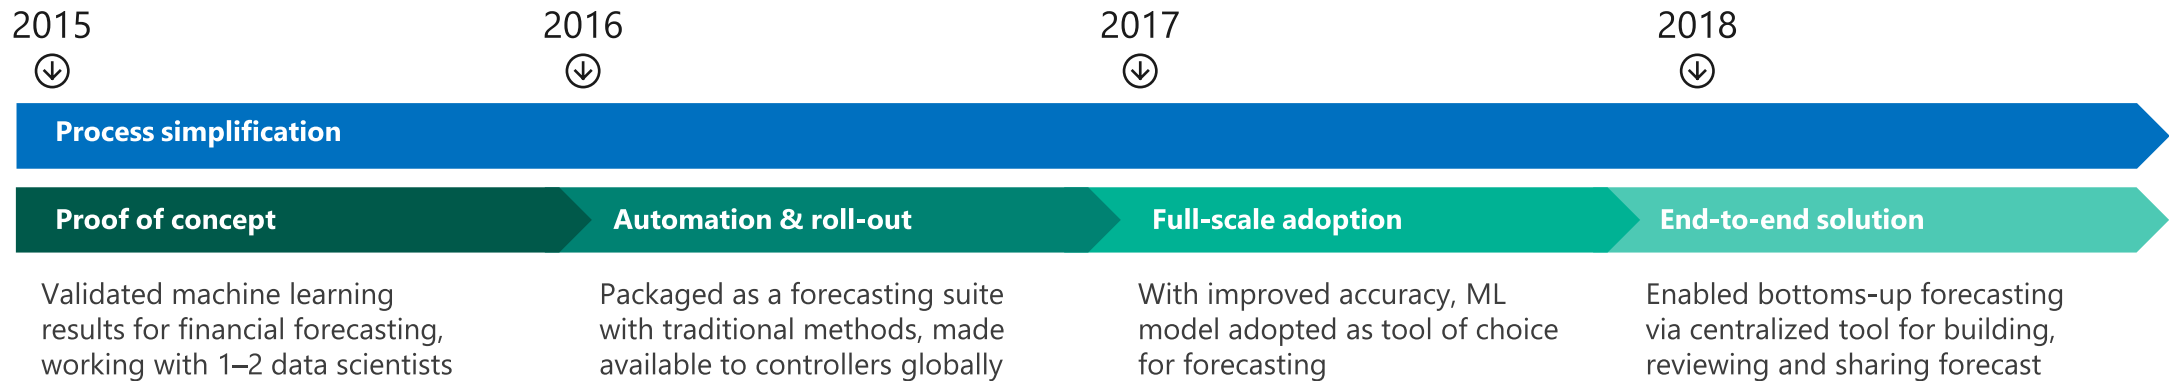 2015
2016
2017
2018
Process simplification
Proof of concept
Automation & roll-out
Full-scale adoption
End-to-end solution
Validated machine learning
results for financial forecasting,
working with 1–2 data scientists
Packaged as a forecasting suite
with traditional methods, made
available to controllers globally
With improved accuracy, ML
model adopted as tool of choice
for forecasting
Enabled bottoms-up forecasting
via centralized tool for building,
reviewing and sharing forecast